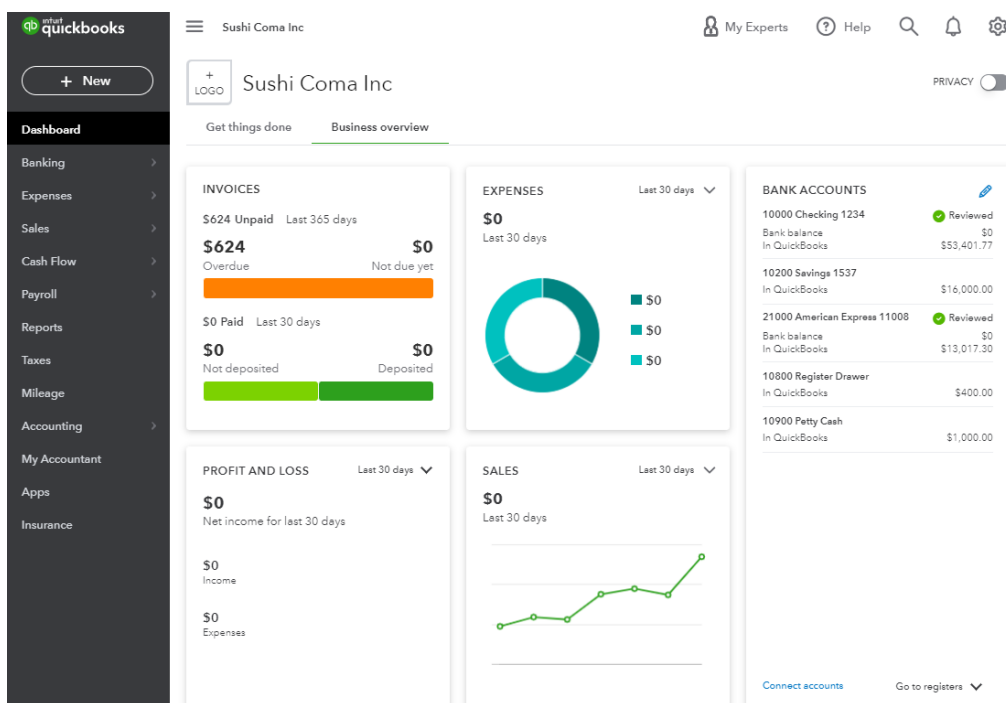 intuit
qb quickbooks
Sushi Coma Inc
My Experts
Help
+ New
+
LOGO
Sushi Coma Inc
PRIVACY
Dashboard
Banking
Expenses
Sales
Cash Flow
Payroll
Reports
Taxes
Mileage
Accounting
My Accountant
Apps
Insurance
Get things done
Business overview
INVOICES
$624 Unpaid Last 365 days
$624 $0
Overdue Not due yet
$0 Paid Last 30 days
$0 $0
Not deposited Deposited
EXPENSES Last 30 days
$0
Last 30 days
$0
$0
$0
BANK ACCOUNTS
10000 Checking 1234 Reviewed
Bank balance $0
In QuickBooks $53,401.77
10200 Savings 1537
In QuickBooks $16,000.00
21000 American Express 11008 Reviewed
Bank balance $0
In QuickBooks $13,017.30
10800 Register Drawer
In QuickBooks $400.00
10900 Petty Cash
In QuickBooks $1,000.00
PROFIT AND LOSS Last 30 days
$0
Net income for last 30 days
$0
Income
$0
Expenses
SALES Last 30 days
$0
Last 30 days
Connect accounts Go to registers